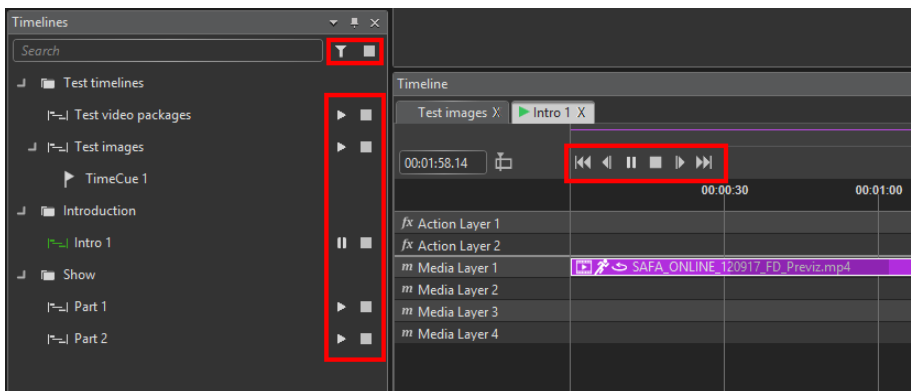 Timelines
Search
Test timelines
Test video packages
Test images
TimeCue 1
Introduction
Intro 1
Show
Part 1
Part 2
Timeline
Test images X
Intro 1 X
00:01:58.14
00:00:30
00:01:00
fx Action Layer 1
fx Action Layer 2
m Media Layer 1
SAFA_ONLINE_120917_FD_Previz.mp4
m Media Layer 2
m Media Layer 3
m Media Layer 4